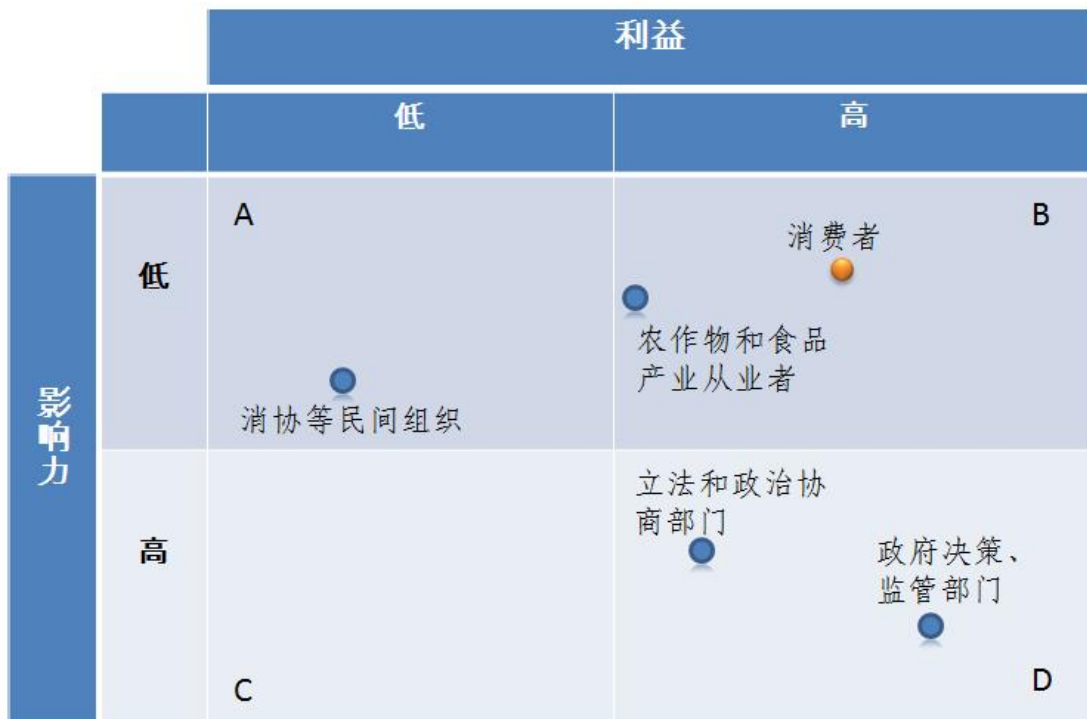 利益
低
高
影响力
低
A
B
消费者
农作物和食品
产业从业者
消协等民间组织
高
立法和政治协
商部门
政府决策、
监管部门
C
D